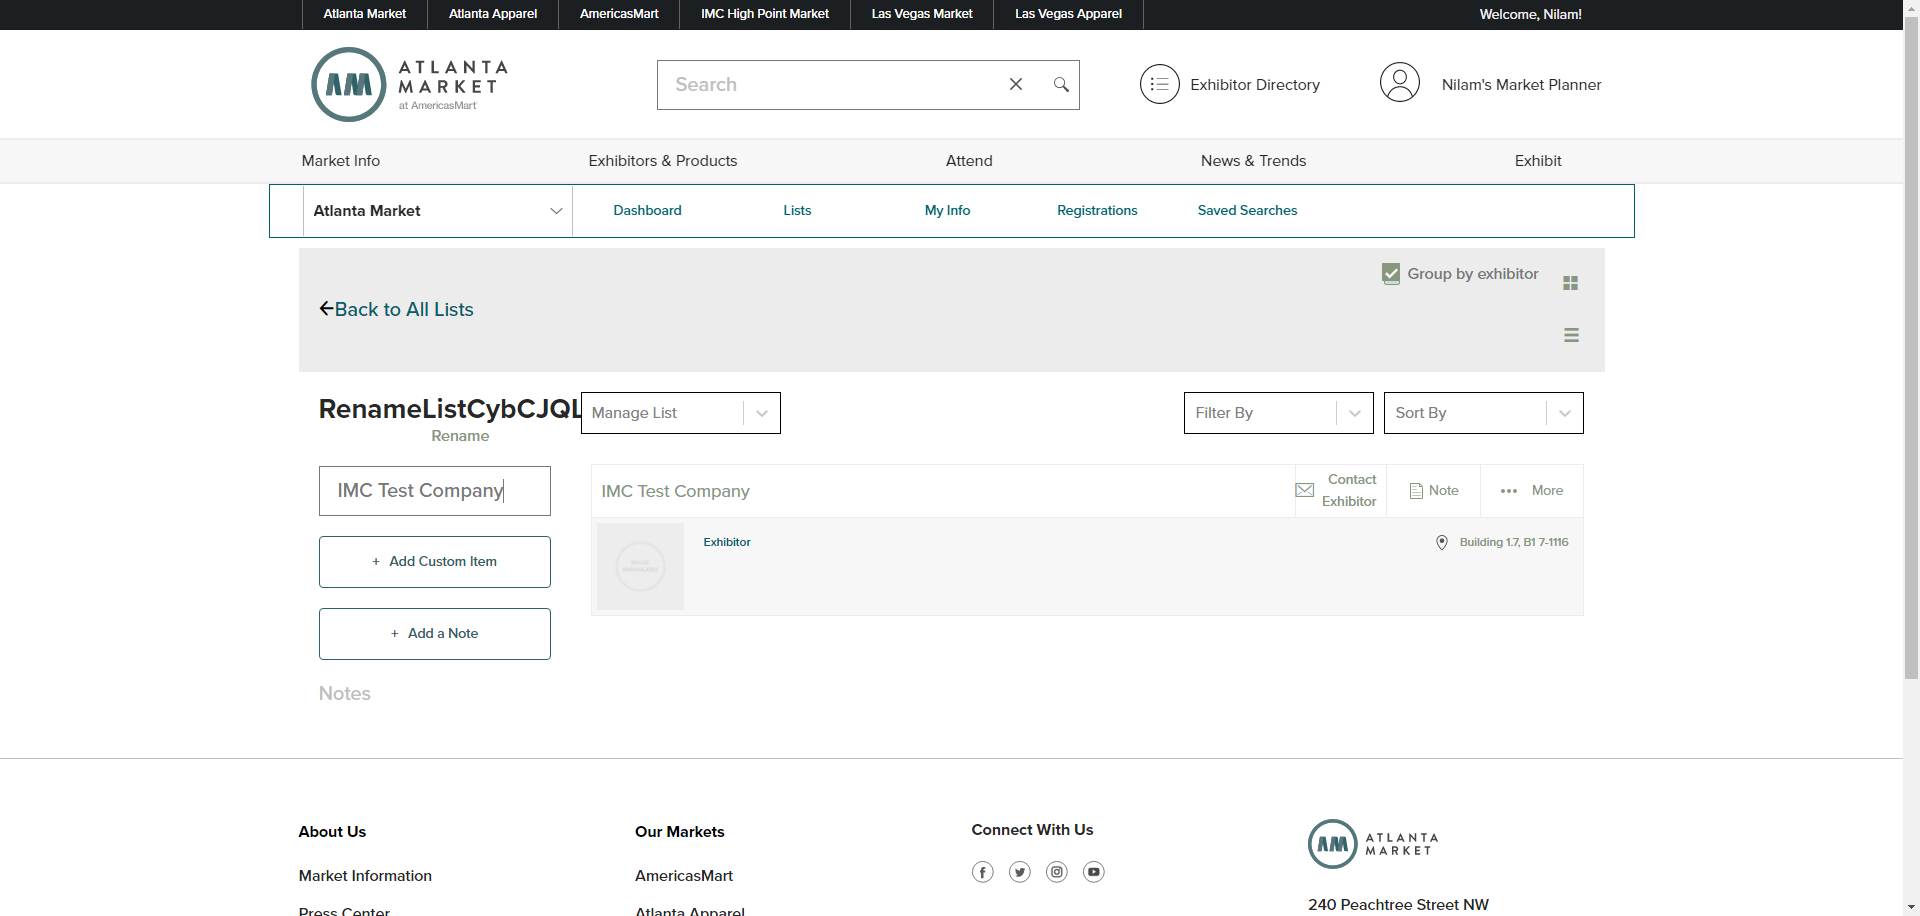 Atlanta Market
Atlanta Apparel
AmericasMart
IMC High Point Market
Las Vegas Market
Las Vegas Apparel
Welcome, Nilam!
AM
ATLANTA
MARKET
at AmericasMart
Search
Exhibitor Directory
Nilam's Market Planner
Market Info
Exhibitors & Products
Attend
News & Trends
Exhibit
Atlanta Market
Dashboard
Lists
My Info
Registrations
Saved Searches
Group by exhibitor
Back to All Lists
RenameListCybCJQL
Rename
Manage List
Filter By
Sort By
IMC Test Company
+ Add Custom Item
+ Add a Note
Notes
IMC Test Company
Contact
Exhibitor
Note
More
Exhibitor
Building 1.7, B1 7-1116
About Us
Market Information
Press Center
Our Markets
AmericasMart
Atlanta Apparel
Connect With Us
AM
ATLANTA
MARKET
240 Peachtree Street NW